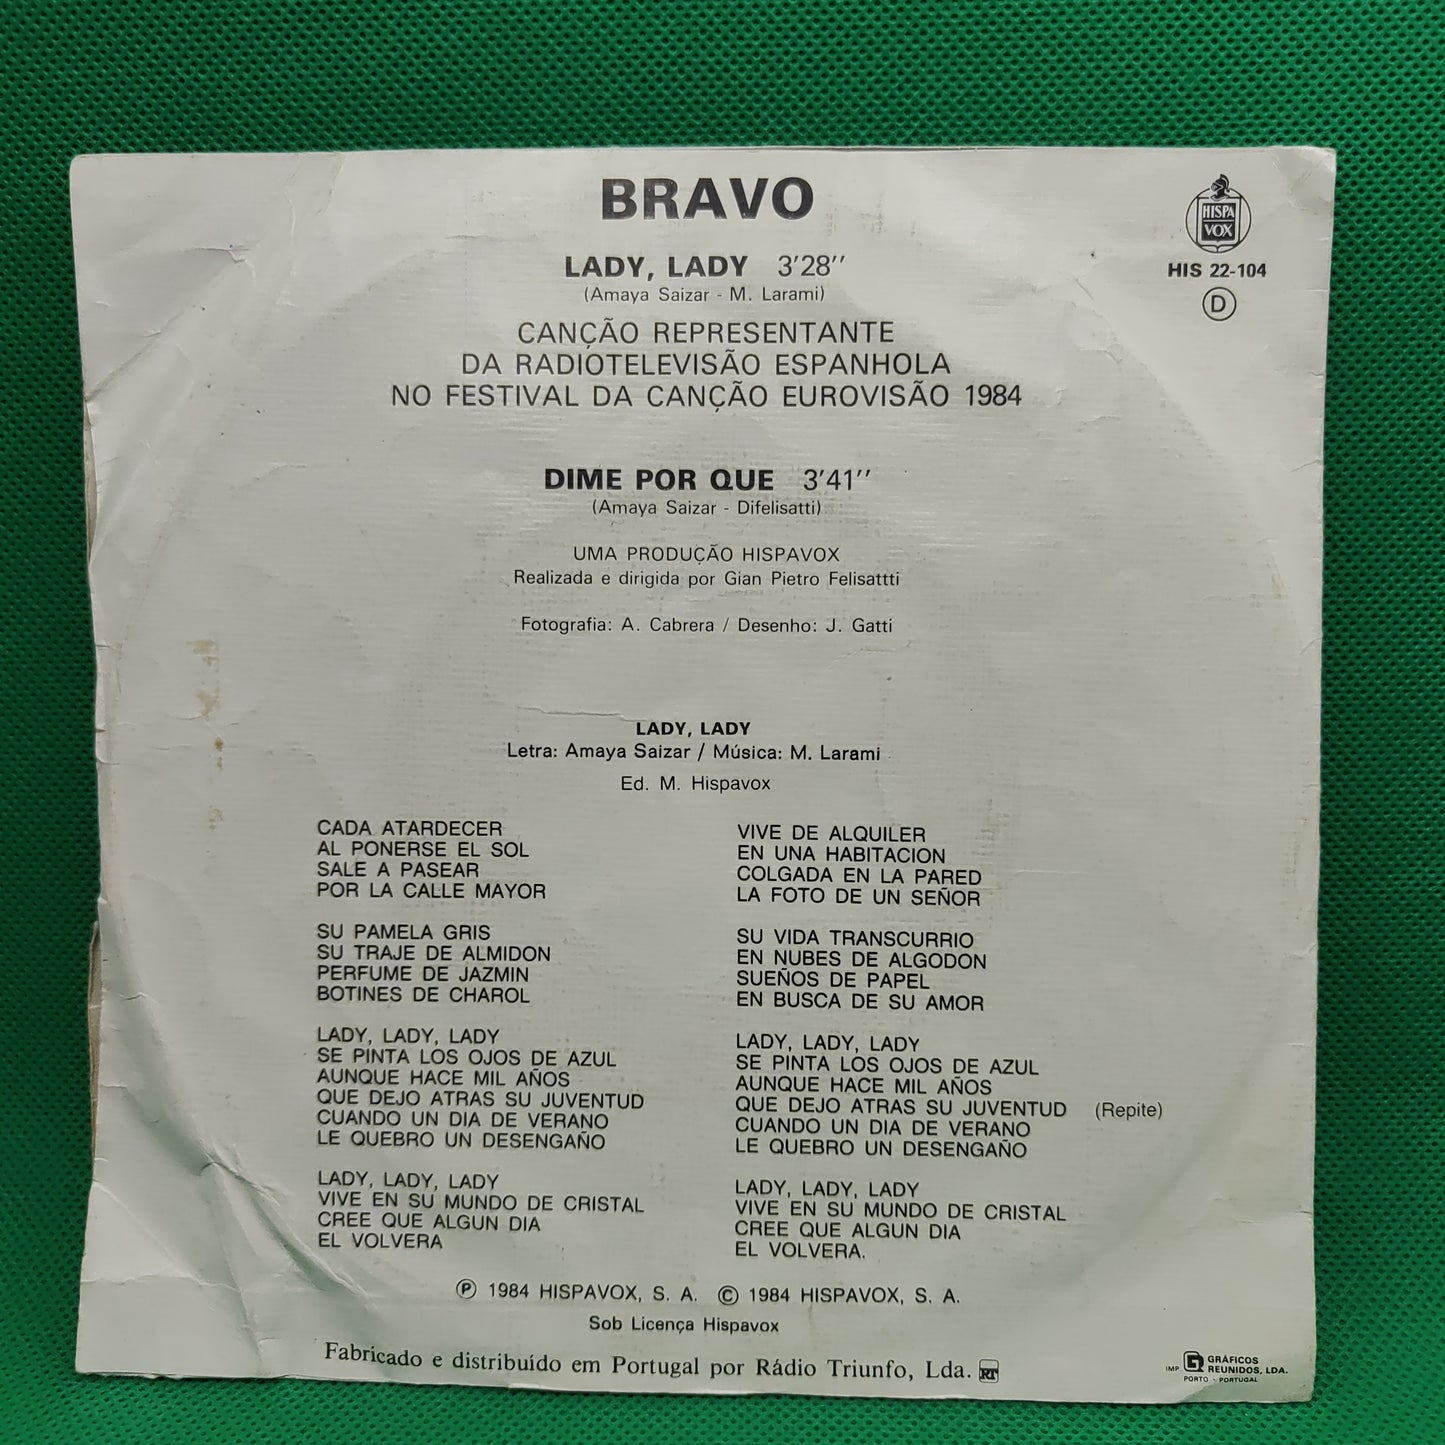 BRAVO
HISPA
VOX
HIS 22-104
D
LADY, LADY 3'28''
(Amaya Saizar - M. Larami)
CANÇÃO REPRESENTANTE
DA RADIOTELEVISÃO ESPANHOLA
NO FESTIVAL DA CANÇÃO EUROVISÃO 1984
DIME POR QUE 3'41''
(Amaya Saizar - Difelisatti)
UMA PRODUÇÃO HISPAVOX
Realizada e dirigida por Gian Pietro Felisattti
Fotografia: A. Cabrera / Desenho: J. Gatti
LADY, LADY
Letra: Amaya Saizar / Música: M. Larami
Ed. M. Hispavox
CADA ATARDECER
AL PONERSE EL SOL
SALE A PASEAR
POR LA CALLE MAYOR
SU PAMELA GRIS
SU TRAJE DE ALMIDON
PERFUME DE JAZMIN
BOTINES DE CHAROL
LADY, LADY, LADY
SE PINTA LOS OJOS DE AZUL
AUNQUE HACE MIL AÑOS
QUE DEJO ATRAS SU JUVENTUD
CUANDO UN DIA DE VERANO
LE QUEBRO UN DESENGAÑO
LADY, LADY, LADY
VIVE EN SU MUNDO DE CRISTAL
CREE QUE ALGUN DIA
EL VOLVERA
VIVE DE ALQUILER
EN UNA HABITACION
COLGADA EN LA PARED
LA FOTO DE UN SEÑOR
SU VIDA TRANSCURRIO
EN NUBES DE ALGODON
SUEÑOS DE PAPEL
EN BUSCA DE SU AMOR
LADY, LADY, LADY
SE PINTA LOS OJOS DE AZUL
AUNQUE HACE MIL AÑOS
QUE DEJO ATRAS SU JUVENTUD (Repite)
CUANDO UN DIA DE VERANO
LE QUEBRO UN DESENGAÑO
LADY, LADY, LADY
VIVE EN SU MUNDO DE CRISTAL
CREE QUE ALGUN DIA
EL VOLVERA.
℗ 1984 HISPAVOX, S. A. © 1984 HISPAVOX, S. A.
Sob Licença Hispavox
Fabricado e distribuído em Portugal por Rádio Triunfo, Lda. RT
IMP. GRÁFICOS
REUNIDOS, LDA.
PORTO - PORTUGAL